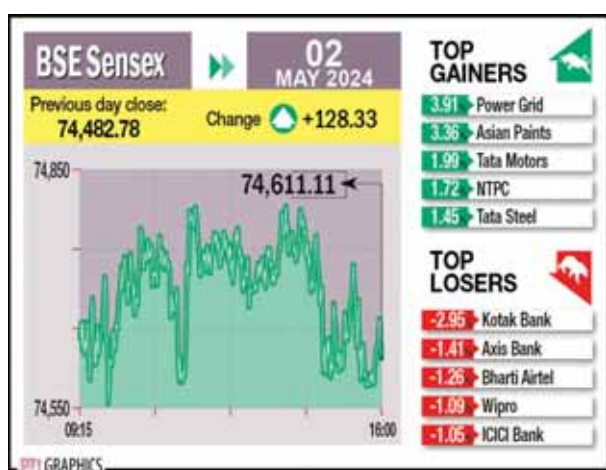 BSE Sensex
02
MAY 2024
Previous day close:
74,482.78
Change +128.33
74,850
74,611.11
74,550
09:15
16:00
TOP
GAINERS
3.91 Power Grid
3.36 Asian Paints
1.99 Tata Motors
1.72 NTPC
1.45 Tata Steel
TOP
LOSERS
-2.95 Kotak Bank
-1.41 Axis Bank
-1.26 Bharti Airtel
-1.09 Wipro
-1.05 ICICI Bank
GRAPHICS